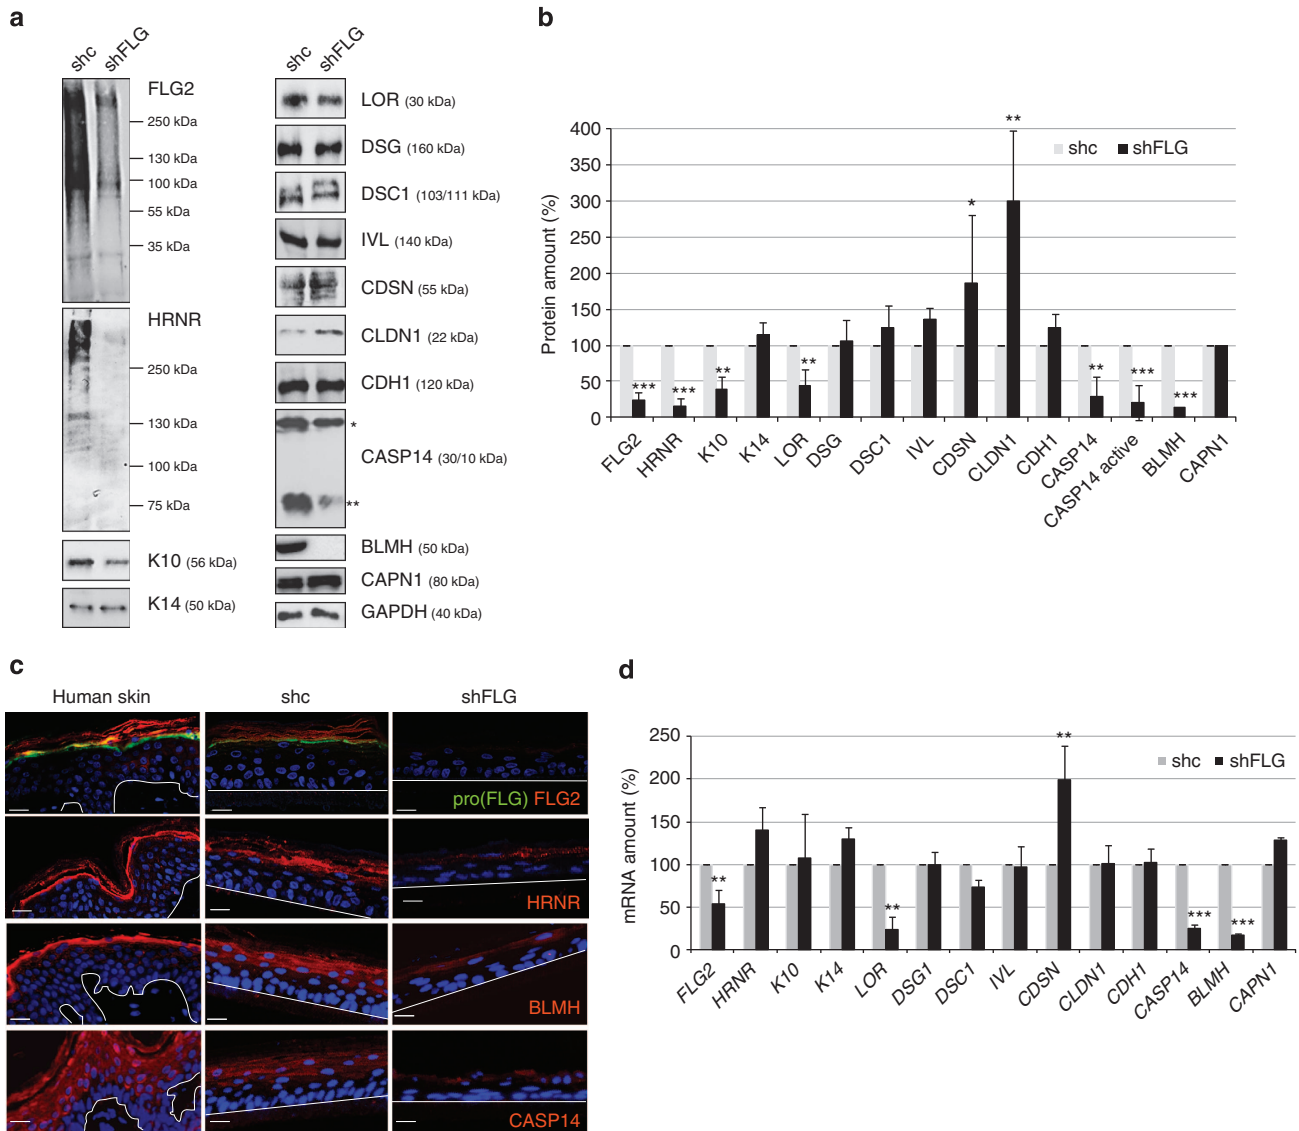 a
shc shFLG
FLG2
250 kDa
130 kDa
100 kDa
55 kDa
35 kDa
HRNR
250 kDa
130 kDa
100 kDa
75 kDa
K10 (56 kDa)
K14 (50 kDa)
shc shFLG
LOR (30 kDa)
DSG (160 kDa)
DSC1 (103/111 kDa)
IVL (140 kDa)
CDSN (55 kDa)
CLDN1 (22 kDa)
CDH1 (120 kDa)
*
CASP14 (30/10 kDa)
**
BLMH (50 kDa)
CAPN1 (80 kDa)
GAPDH (40 kDa)
b
Protein amount (%)
400
350
300
250
200
150
100
50
0
shc shFLG
*** *** ** ** * ** ** *** ***
FLG2 HRNR K10 K14 LOR DSG DSC1 IVL CDSN CLDN1 CDH1 CASP14 CASP14 active BLMH CAPN1
c
Human skin shc shFLG
pro(FLG) FLG2
HRNR
BLMH
CASP14
d
mRNA amount (%)
250
200
150
100
50
0
shc shFLG
** ** ** *** ***
FLG2 HRNR K10 K14 LOR DSG1 DSC1 IVL CDSN CLDN1 CDH1 CASP14 BLMH CAPN1